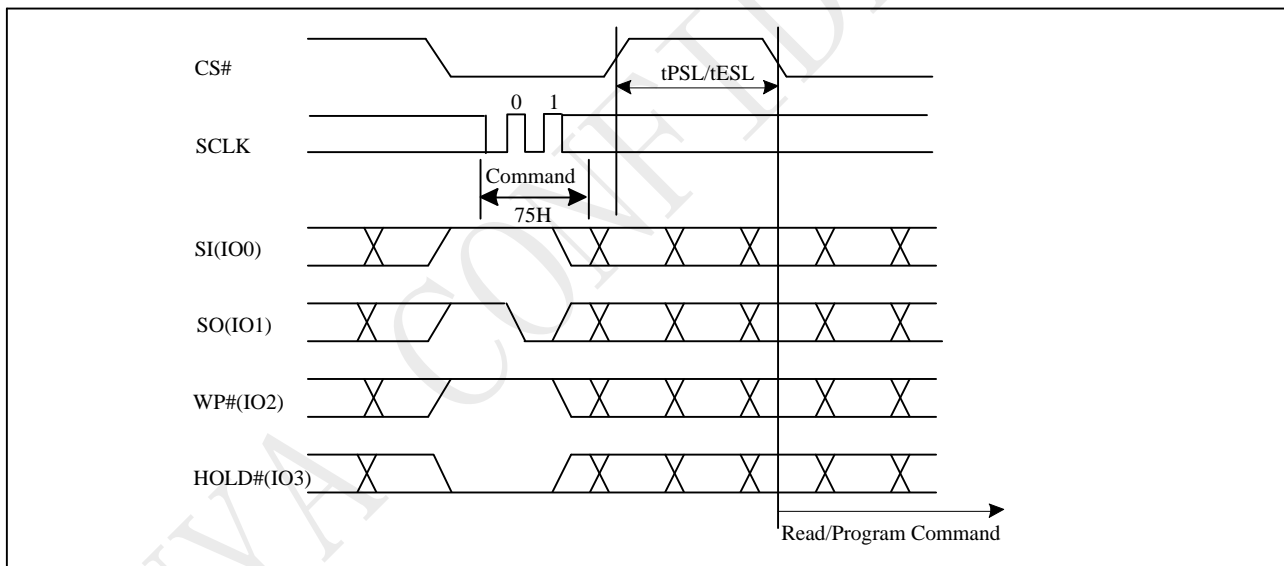 CS#
tPSL/tESL
0 1
SCLK
Command
75H
SI(IO0)
SO(IO1)
WP#(IO2)
HOLD#(IO3)
Read/Program Command